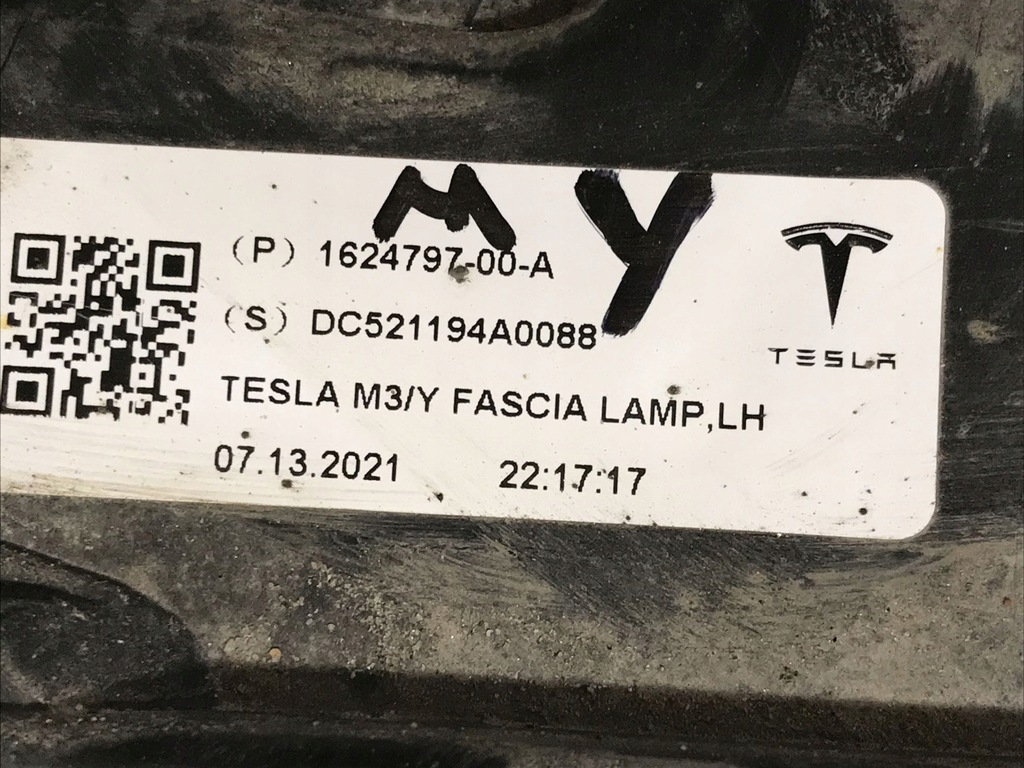 MY
(P) 1624797-00-A
(S) DC521194A0088
TESLA M3/Y FASCIA LAMP,LH
07.13.2021 22:17:17
TESLA